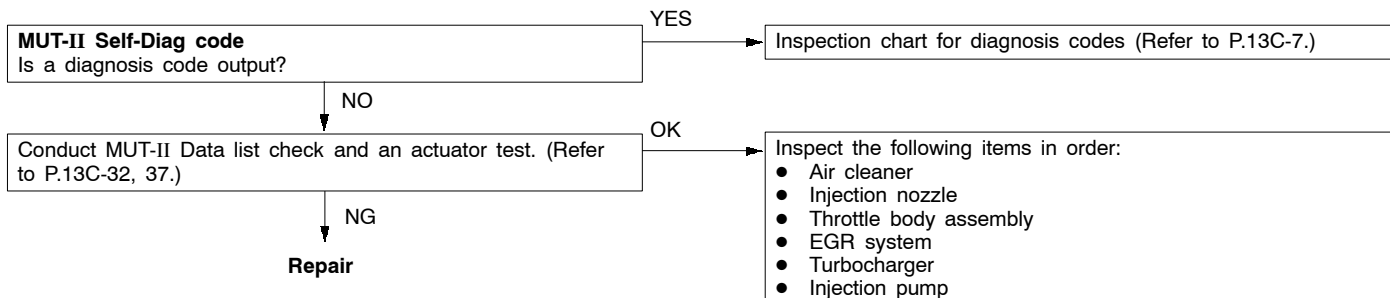 YES
MUT-II Self-Diag code
Is a diagnosis code output?
Inspection chart for diagnosis codes (Refer to P.13C-7.)
NO
OK
Conduct MUT-II Data list check and an actuator test. (Refer
to P.13C-32, 37.)
Inspect the following items in order:
● Air cleaner
● Injection nozzle
● Throttle body assembly
● EGR system
● Turbocharger
● Injection pump
NG
Repair